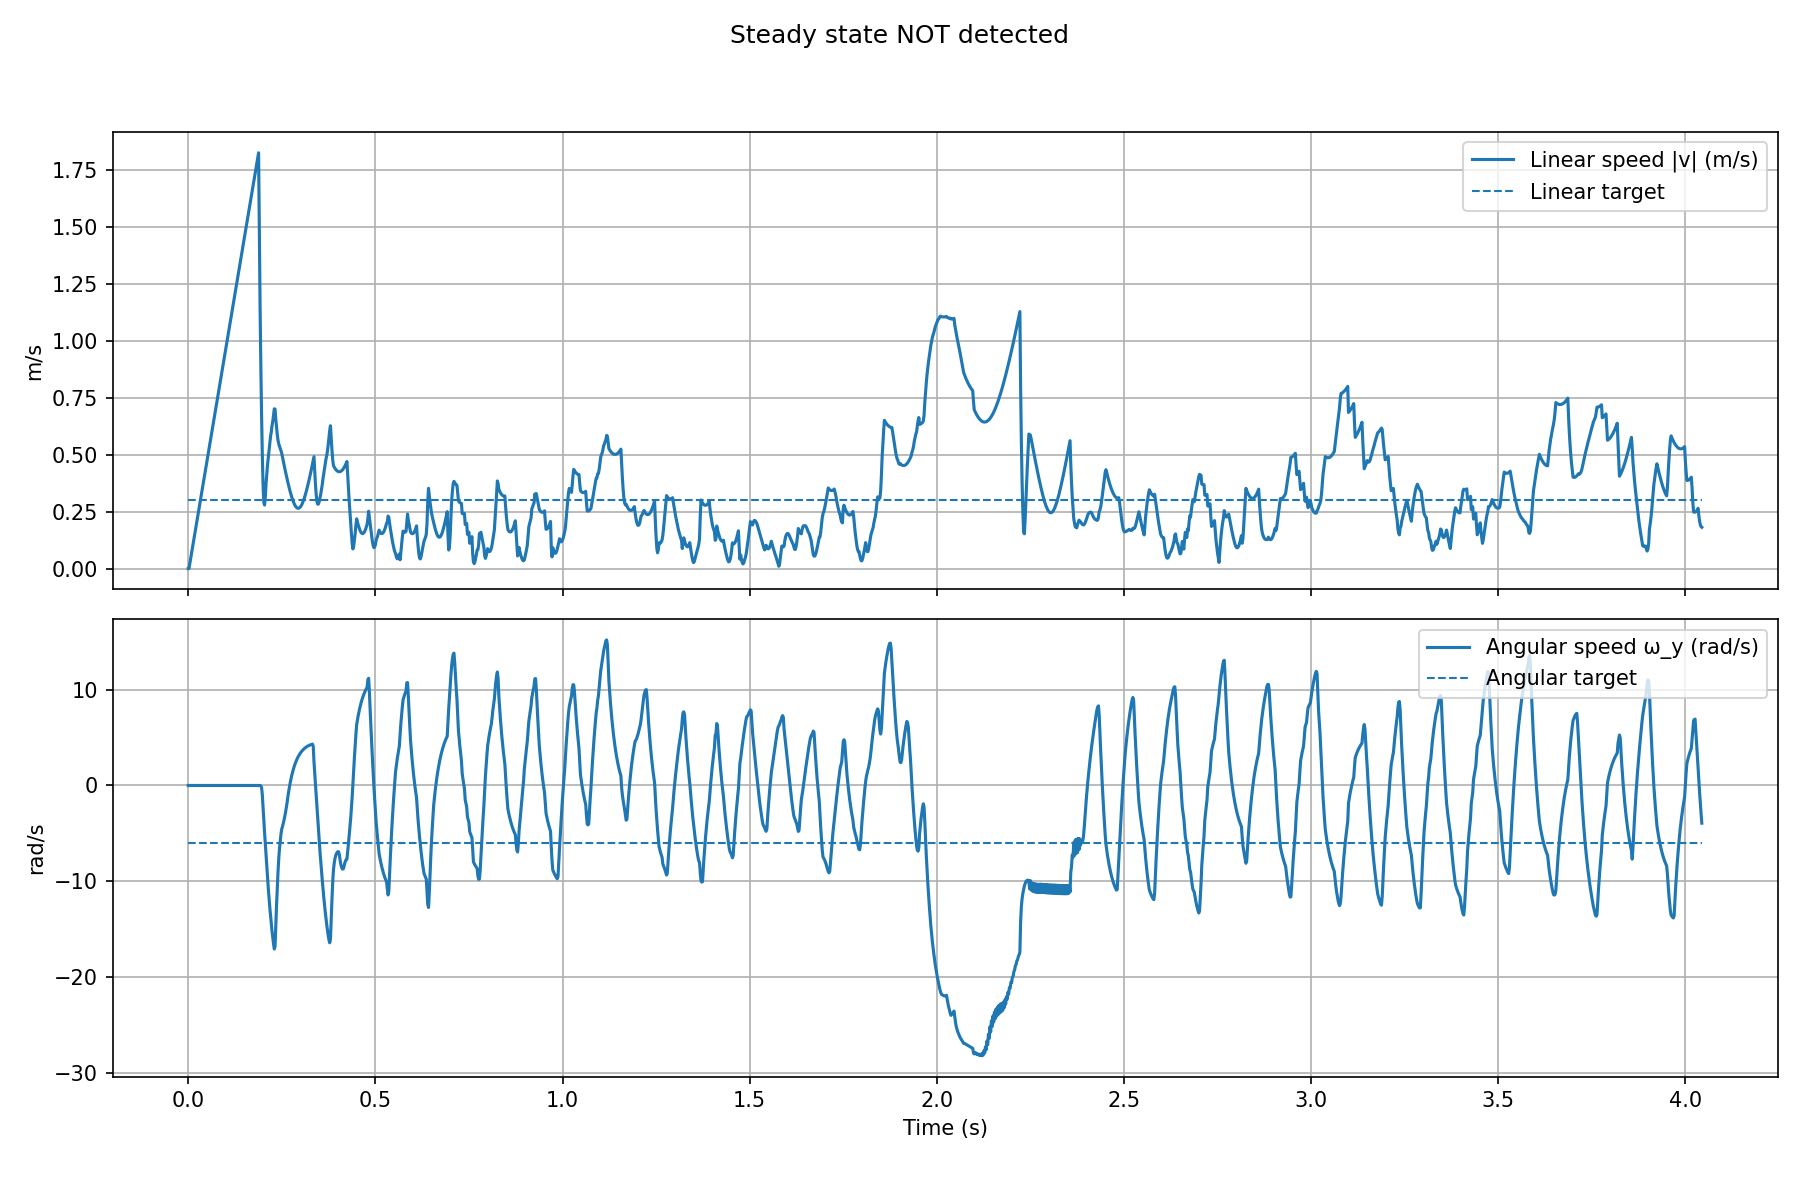 Steady state NOT detected
1.75
1.50
1.25
1.00
0.75
0.50
0.25
0.00
m/s
Linear speed |v| (m/s)
Linear target
10
0
−10
−20
−30
rad/s
Angular speed ω_y (rad/s)
Angular target
0.0 0.5 1.0 1.5 2.0 2.5 3.0 3.5 4.0
Time (s)